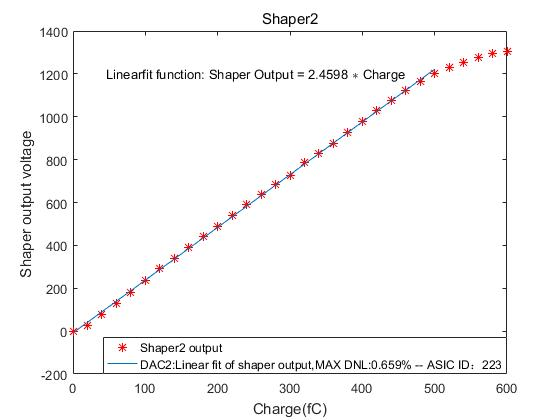 Shaper2
1400
1200
1000
800
600
400
200
0
-200
Shaper output voltage
Linearfit function: Shaper Output = 2.4598 * Charge
Shaper2 output
DAC2:Linear fit of shaper output,MAX DNL:0.659% -- ASIC ID：223
0 100 200 300 400 500 600
Charge(fC)